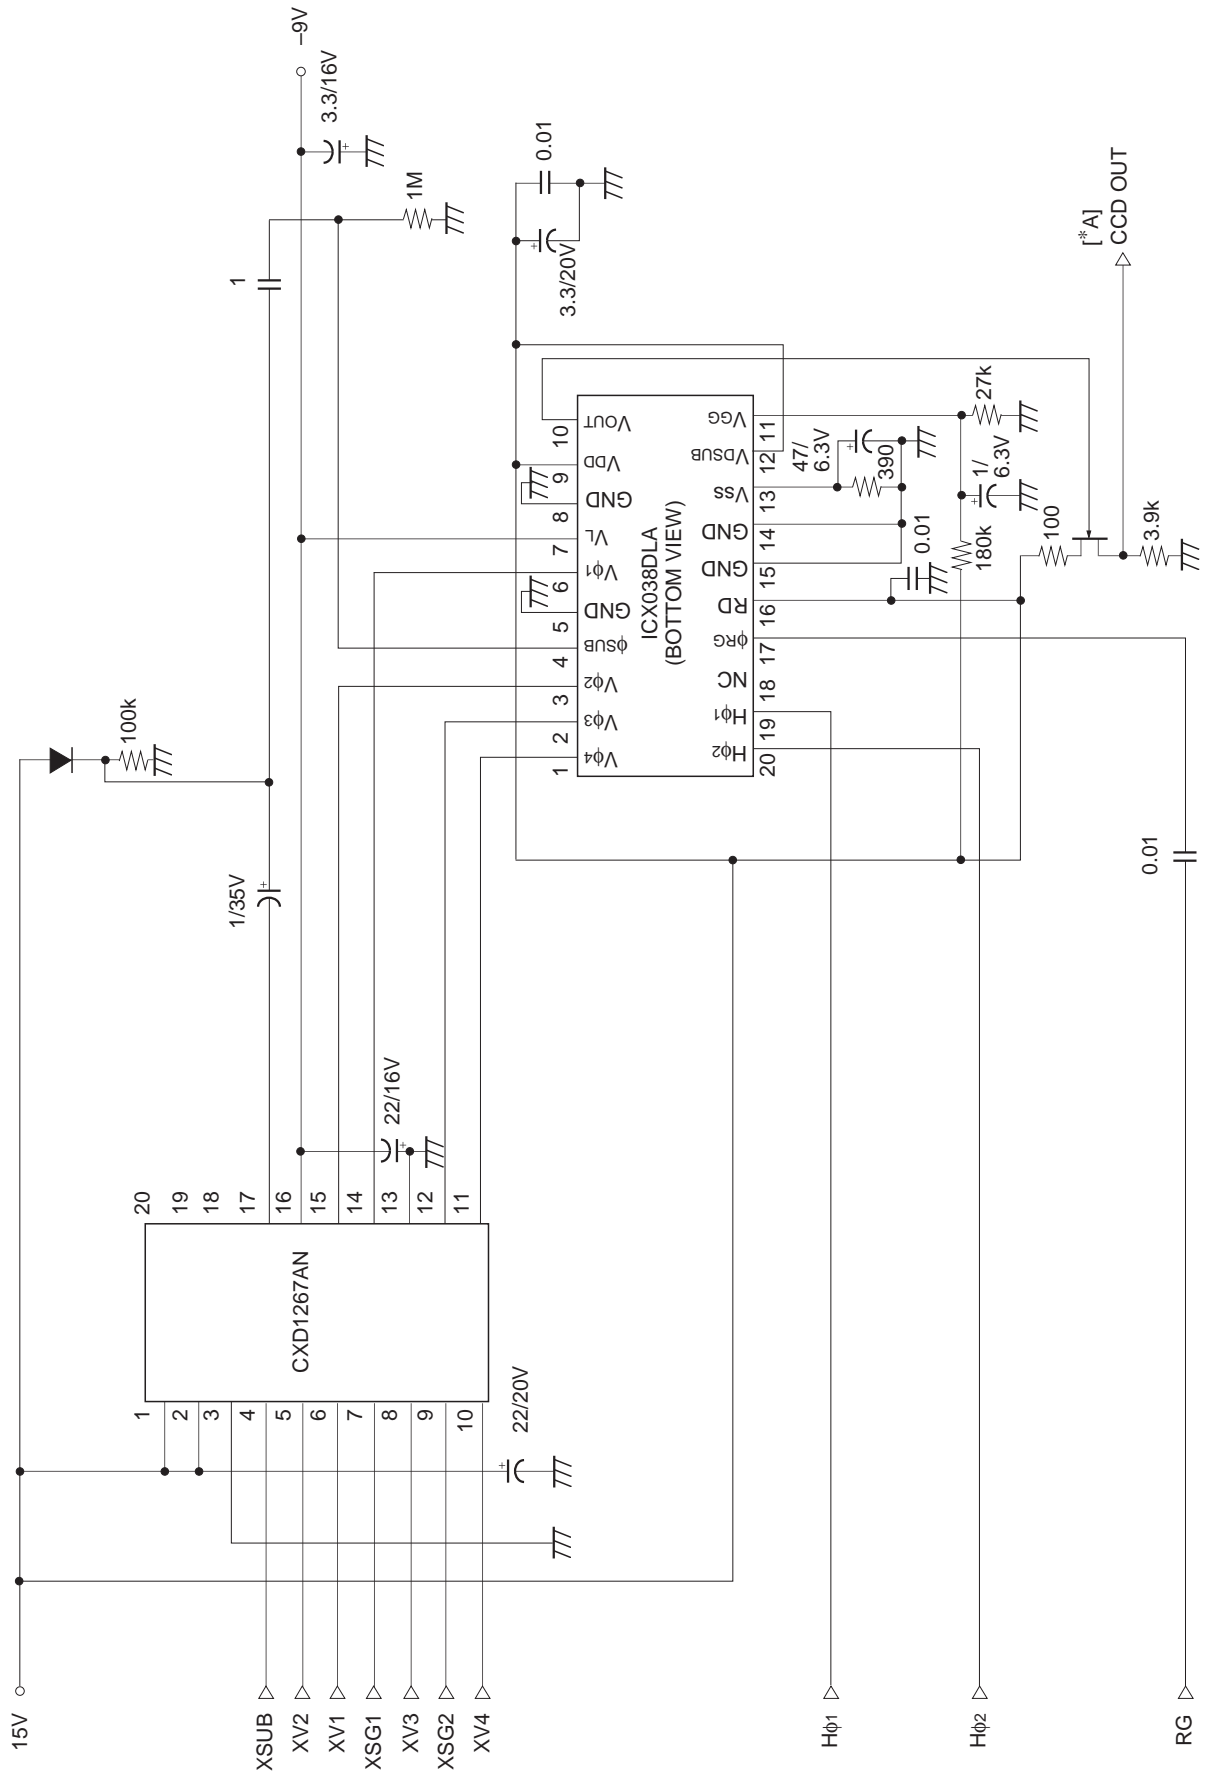 15V
XSUB
XV2
XV1
XSG1
XV3
XSG2
XV4
Hϕ1
Hϕ2
RG
22/20V
1
2
3
4
5
6
7
8
9
10
CXD1267AN
20
19
18
17
16
15
14
13
12
11
22/16V
1/35V
100k
1
1M
–9V
3.3/16V
0.01
3.3/20V
1
2
3
4
5
6
7
8
9
10
Vϕ4
Vϕ3
Vϕ2
ϕSUB
GND
Vϕ1
VL
GND
VDD
VOUT
ICX038DLA
(BOTTOM VIEW)
Hϕ2
Hϕ1
NC
ϕRG
RD
GND
GND
VSS
VDSUB
VGG
20
19
18
17
16
15
14
13
12
11
47/
6.3V
390
0.01
180k
1/
6.3V
27k
100
3.9k
[*A]
CCD OUT
0.01